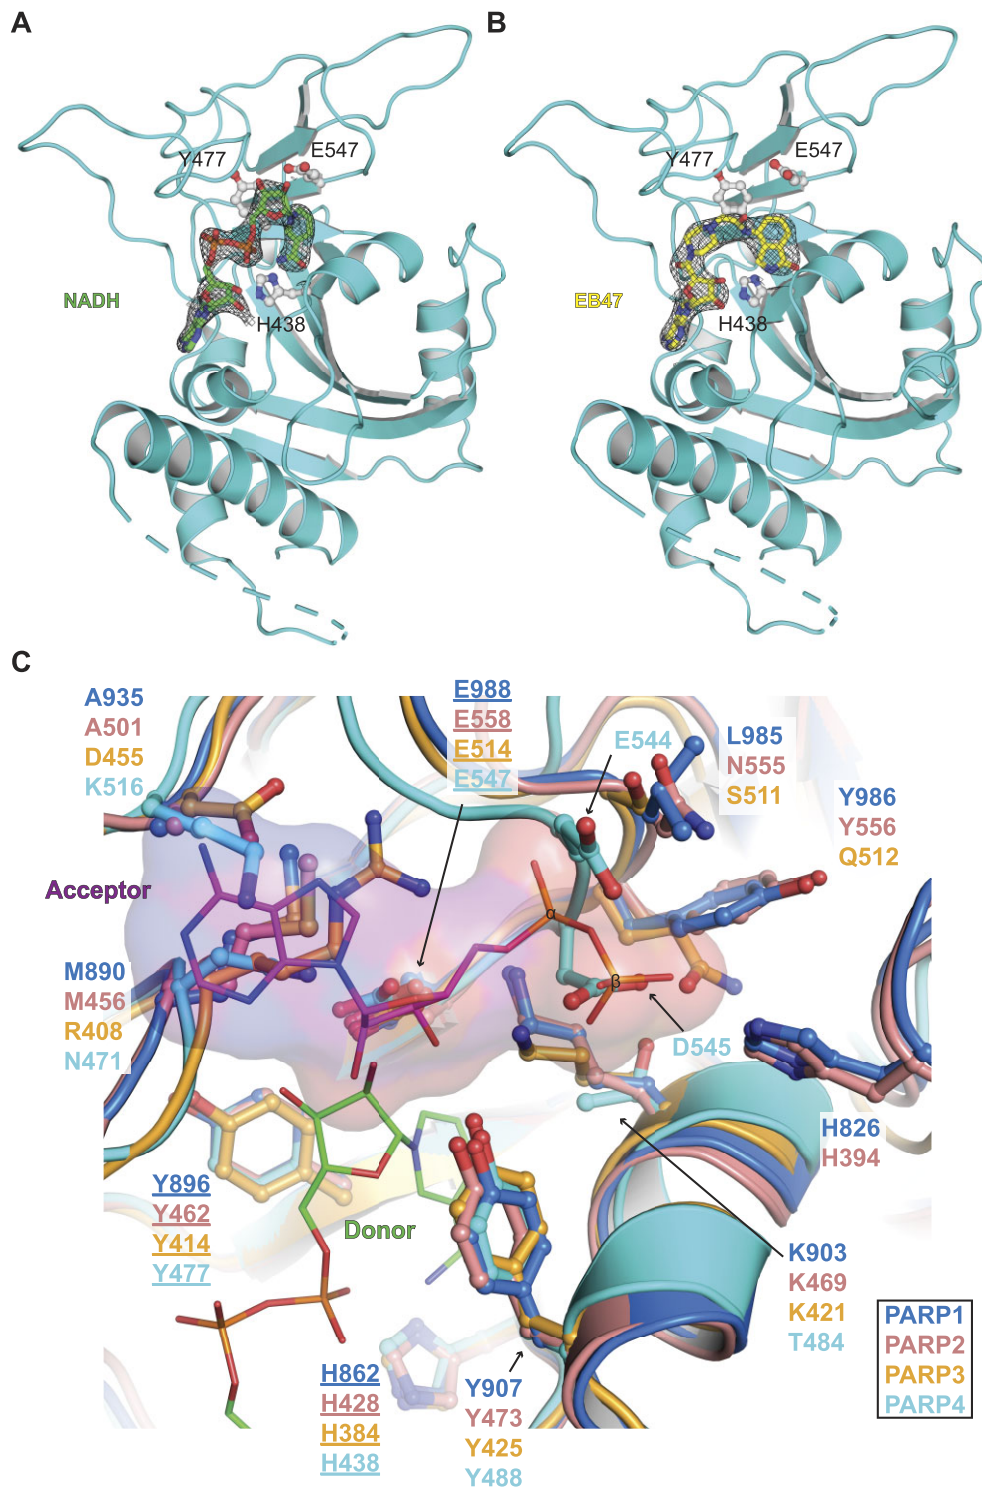 A
B
Y477
E547
NADH
H438
Y477
E547
EB47
H438
C
A935
A501
D455
K516
E988
E558
E514
E547
E544
L985
N555
S511
Y986
Y556
Q512
Acceptor
α
β
M890
M456
R408
N471
D545
H826
H394
Y896
Y462
Y414
Y477
Donor
K903
K469
K421
T484
H862
H428
H384
H438
Y907
Y473
Y425
Y488
PARP1
PARP2
PARP3
PARP4